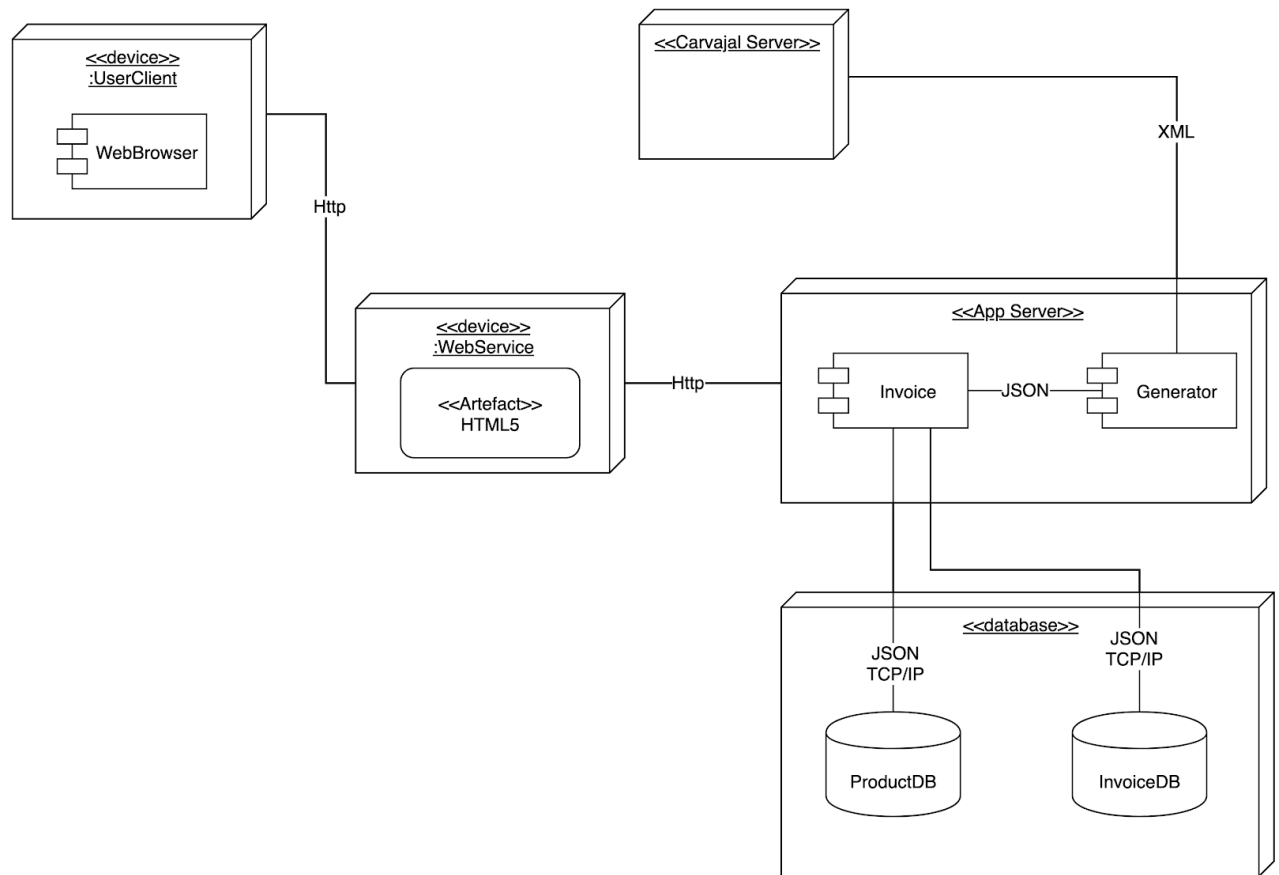 <<device>>
:UserClient
WebBrowser
<<Carvajal Server>>
XML
Http
<<device>>
:WebService
<<Artefact>>
HTML5
Http
<<App Server>>
Invoice
JSON
Generator
<<database>>
JSON
TCP/IP
JSON
TCP/IP
ProductDB
InvoiceDB